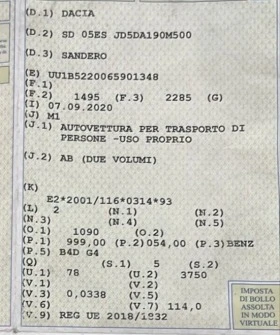 (D.1) DACIA
(D.2) SD 05ES JD5DA190M500
(D.3) SANDERO
(E) UU1B5220065901348
(F.1)
(F.2) 1495 (F.3) 2285 (G)
(I) 07.09.2020
(J) M1
(J.1) AUTOVETTURA PER TRASPORTO DI
PERSONE -USO PROPRIO
(J.2) AB (DUE VOLUMI)
(K)
E2*2001/116*0314*93
(L) 2 (N.1) (N.2)
(N.3) (N.4) (N.5)
(O.1) 1090 (O.2)
(P.1) 999,00 (P.2)054,00 (P.3)BENZ
(P.5) B4D G4
(Q) (S.1) 5 (S.2)
(U.1) 78 (U.2) 3750
(V.1) (V.2)
(V.3) 0,0338 (V.5)
(V.6) (V.7) 114,0
(V.9) REG UE 2018/1832
IMPOSTA
DI BOLLO
ASSOLTA
IN MODO
VIRTUALE